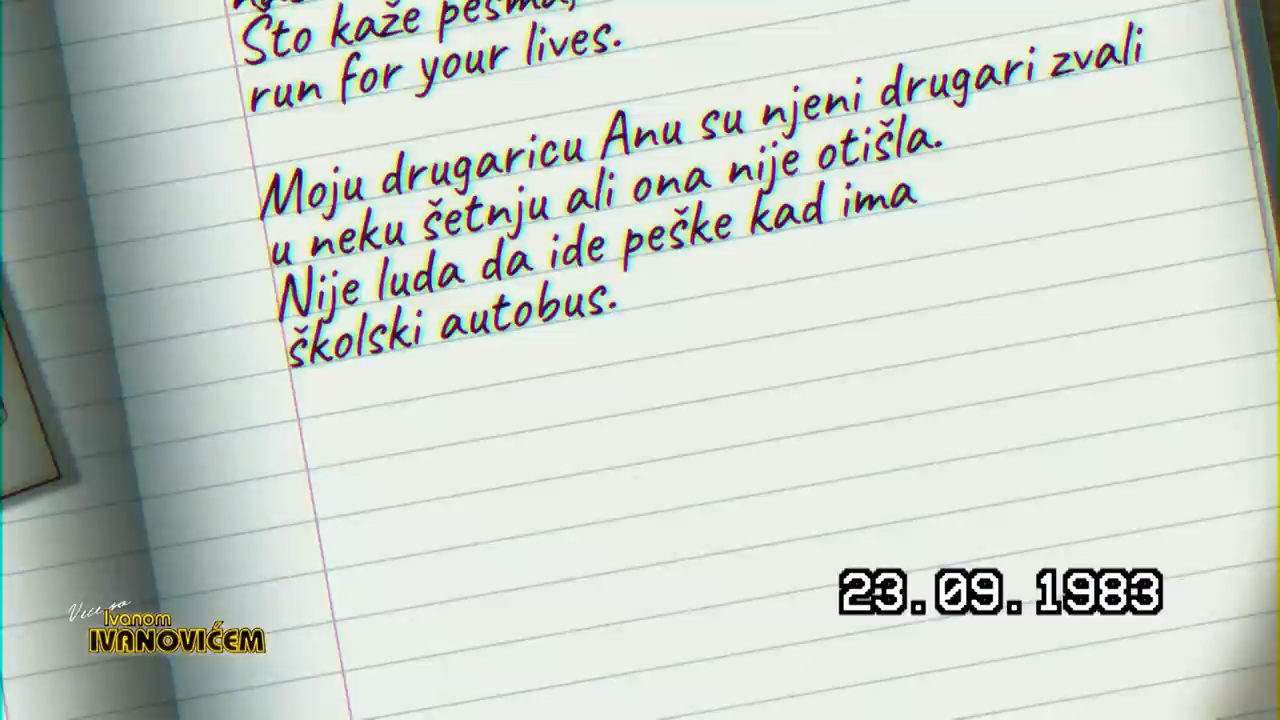 Što kaže pesma,
run for your lives.
Moju drugaricu Anu su njeni drugari zvali
u neku šetnju ali ona nije otišla.
Nije luda da ide peške kad ima
školski autobus.
23.09.1983
Veče sa
Ivanom
IVANOVIĆEM